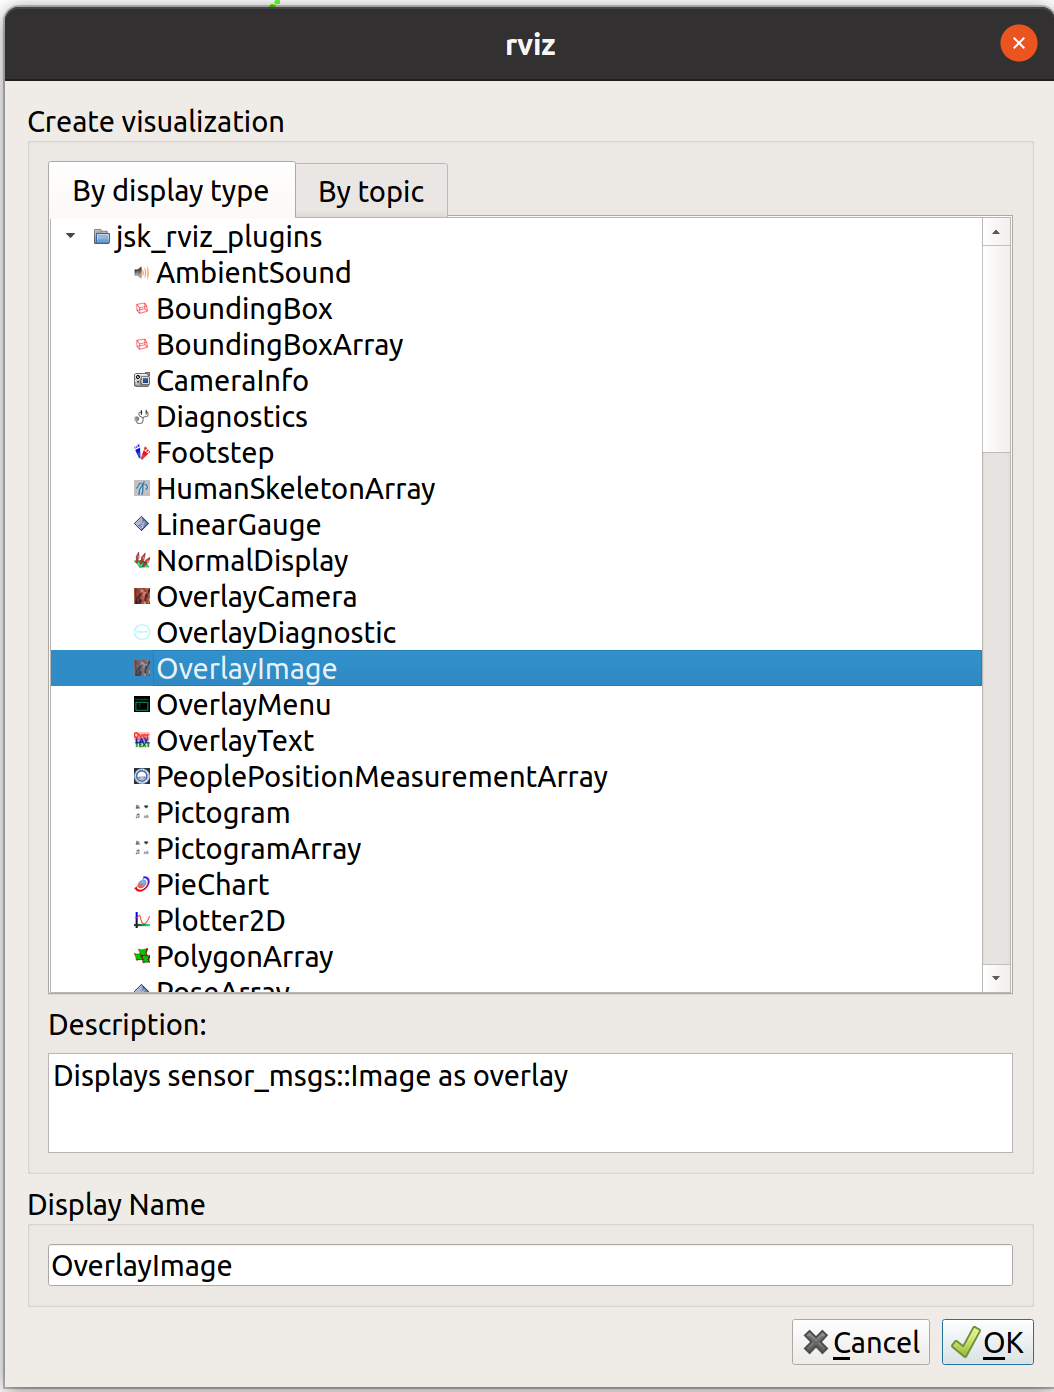 rviz
Create visualization
By display type
By topic
jsk_rviz_plugins
AmbientSound
BoundingBox
BoundingBoxArray
CameraInfo
Diagnostics
Footstep
HumanSkeletonArray
LinearGauge
NormalDisplay
OverlayCamera
OverlayDiagnostic
OverlayImage
OverlayMenu
OverlayText
PeoplePositionMeasurementArray
Pictogram
PictogramArray
PieChart
Plotter2D
PolygonArray
PoseArray
Description:
Displays sensor_msgs::Image as overlay
Display Name
OverlayImage
Cancel
OK